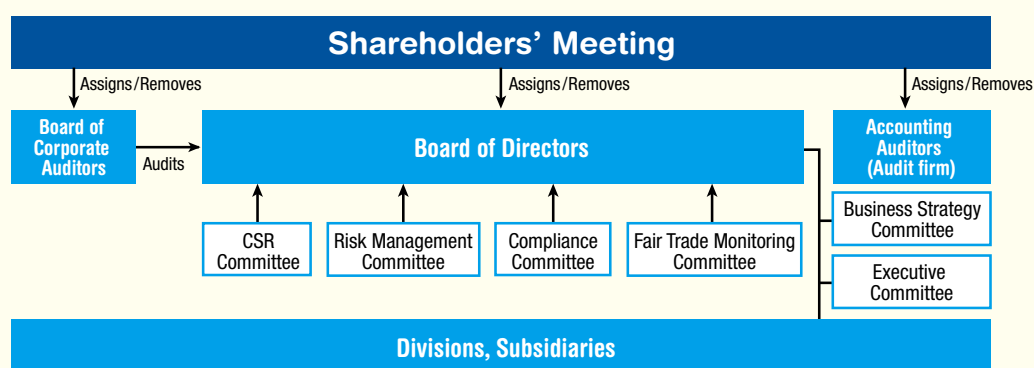 Shareholders’ Meeting
Assigns/Removes
Assigns/Removes
Assigns/Removes
Board of
Corporate
Auditors
Audits
Board of Directors
Accounting
Auditors
(Audit firm)
CSR
Committee
Risk Management
Committee
Compliance
Committee
Fair Trade Monitoring
Committee
Business Strategy
Committee
Executive
Committee
Divisions, Subsidiaries